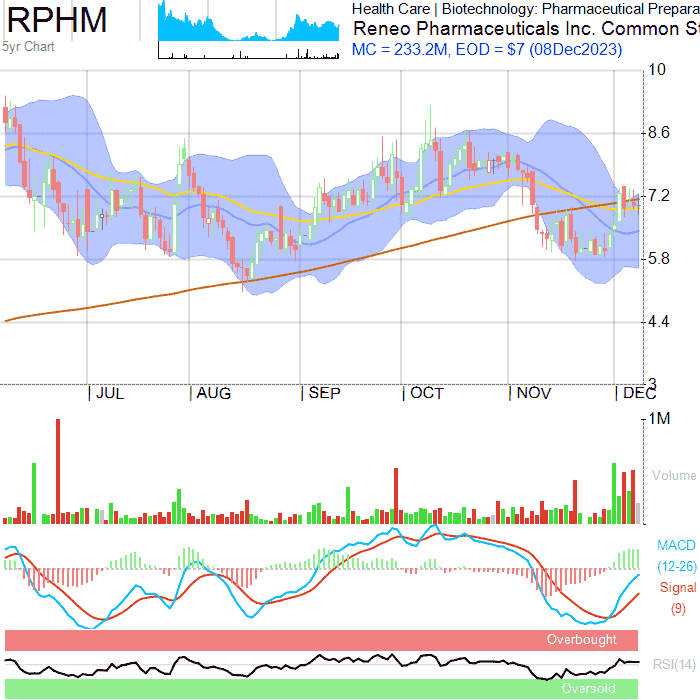 RPHM
5yr Chart
Health Care | Biotechnology: Pharmaceutical Prepara
Reneo Pharmaceuticals Inc. Common St
MC = 233.2M, EOD = $7 (08Dec2023)
10
8.6
7.2
5.8
4.4
3
JUL AUG SEP OCT NOV DEC
1M
Volume
MACD
(12-26)
Signal
(9)
Overbought
RSI(14)
Oversold